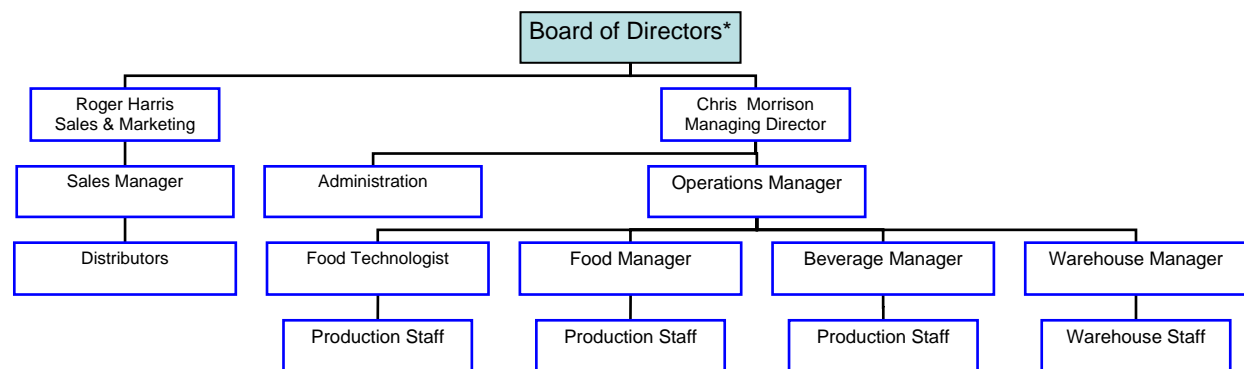 Board of Directors*
Roger Harris
Sales & Marketing
Chris Morrison
Managing Director
Sales Manager
Administration
Operations Manager
Distributors
Food Technologist
Food Manager
Beverage Manager
Warehouse Manager
Production Staff
Production Staff
Production Staff
Warehouse Staff